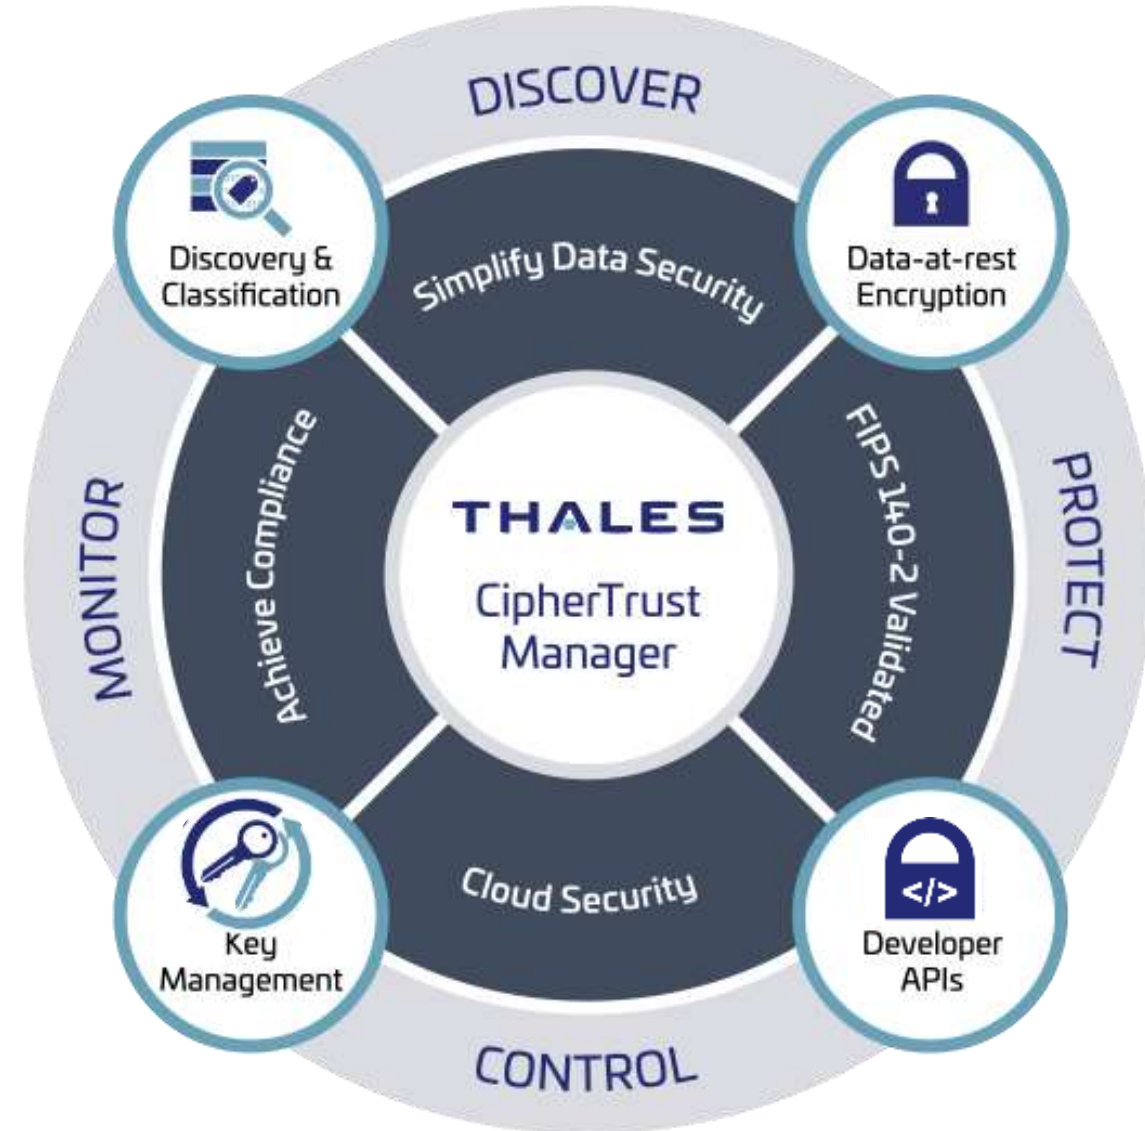 DISCOVER
Discovery &
Classification
Data-at-rest
Encryption
Simplify Data Security
MONITOR
Achieve Compliance
THALES
CipherTrust
Manager
FIPS 140-2 Validated
PROTECT
Cloud Security
Key
Management
</>
Developer
APIs
CONTROL